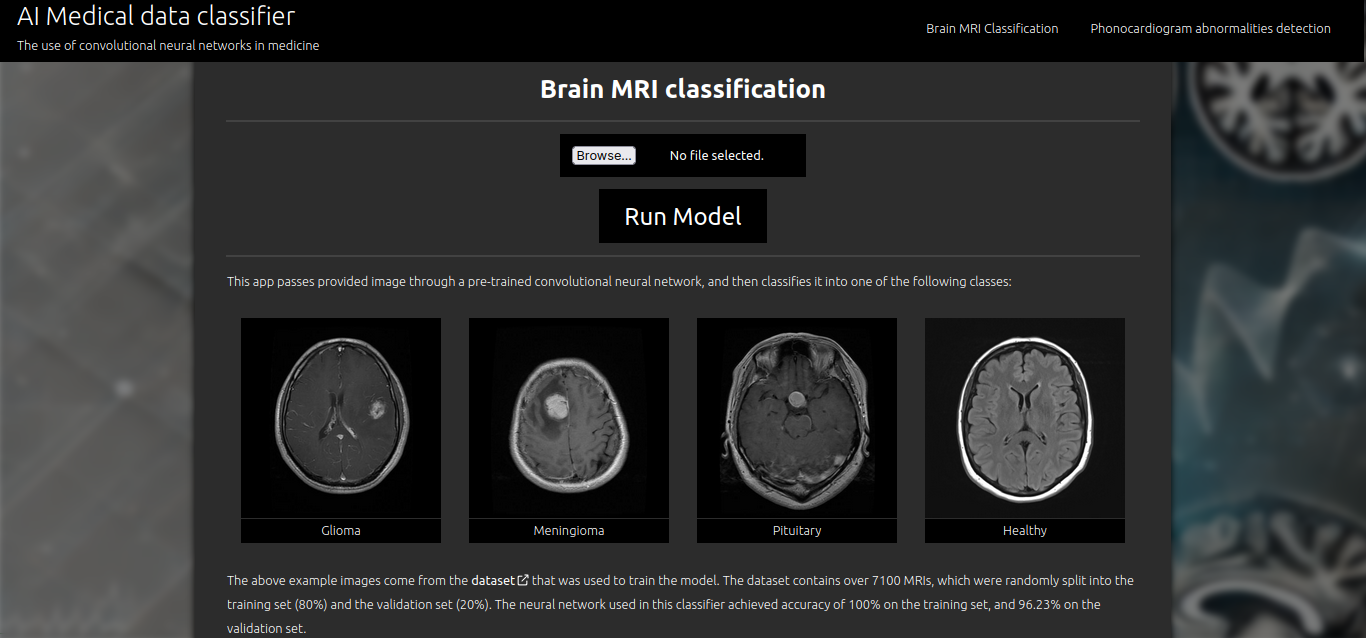 AI Medical data classifier
The use of convolutional neural networks in medicine
Brain MRI Classification
Phonocardiogram abnormalities detection
Brain MRI classification
Browse... No file selected.
Run Model
This app passes provided image through a pre-trained convolutional neural network, and then classifies it into one of the following classes:
Glioma
Meningioma
Pituitary
Healthy
The above example images come from the dataset that was used to train the model. The dataset contains over 7100 MRIs, which were randomly split into the
training set (80%) and the validation set (20%). The neural network used in this classifier achieved accuracy of 100% on the training set, and 96.23% on the
validation set.